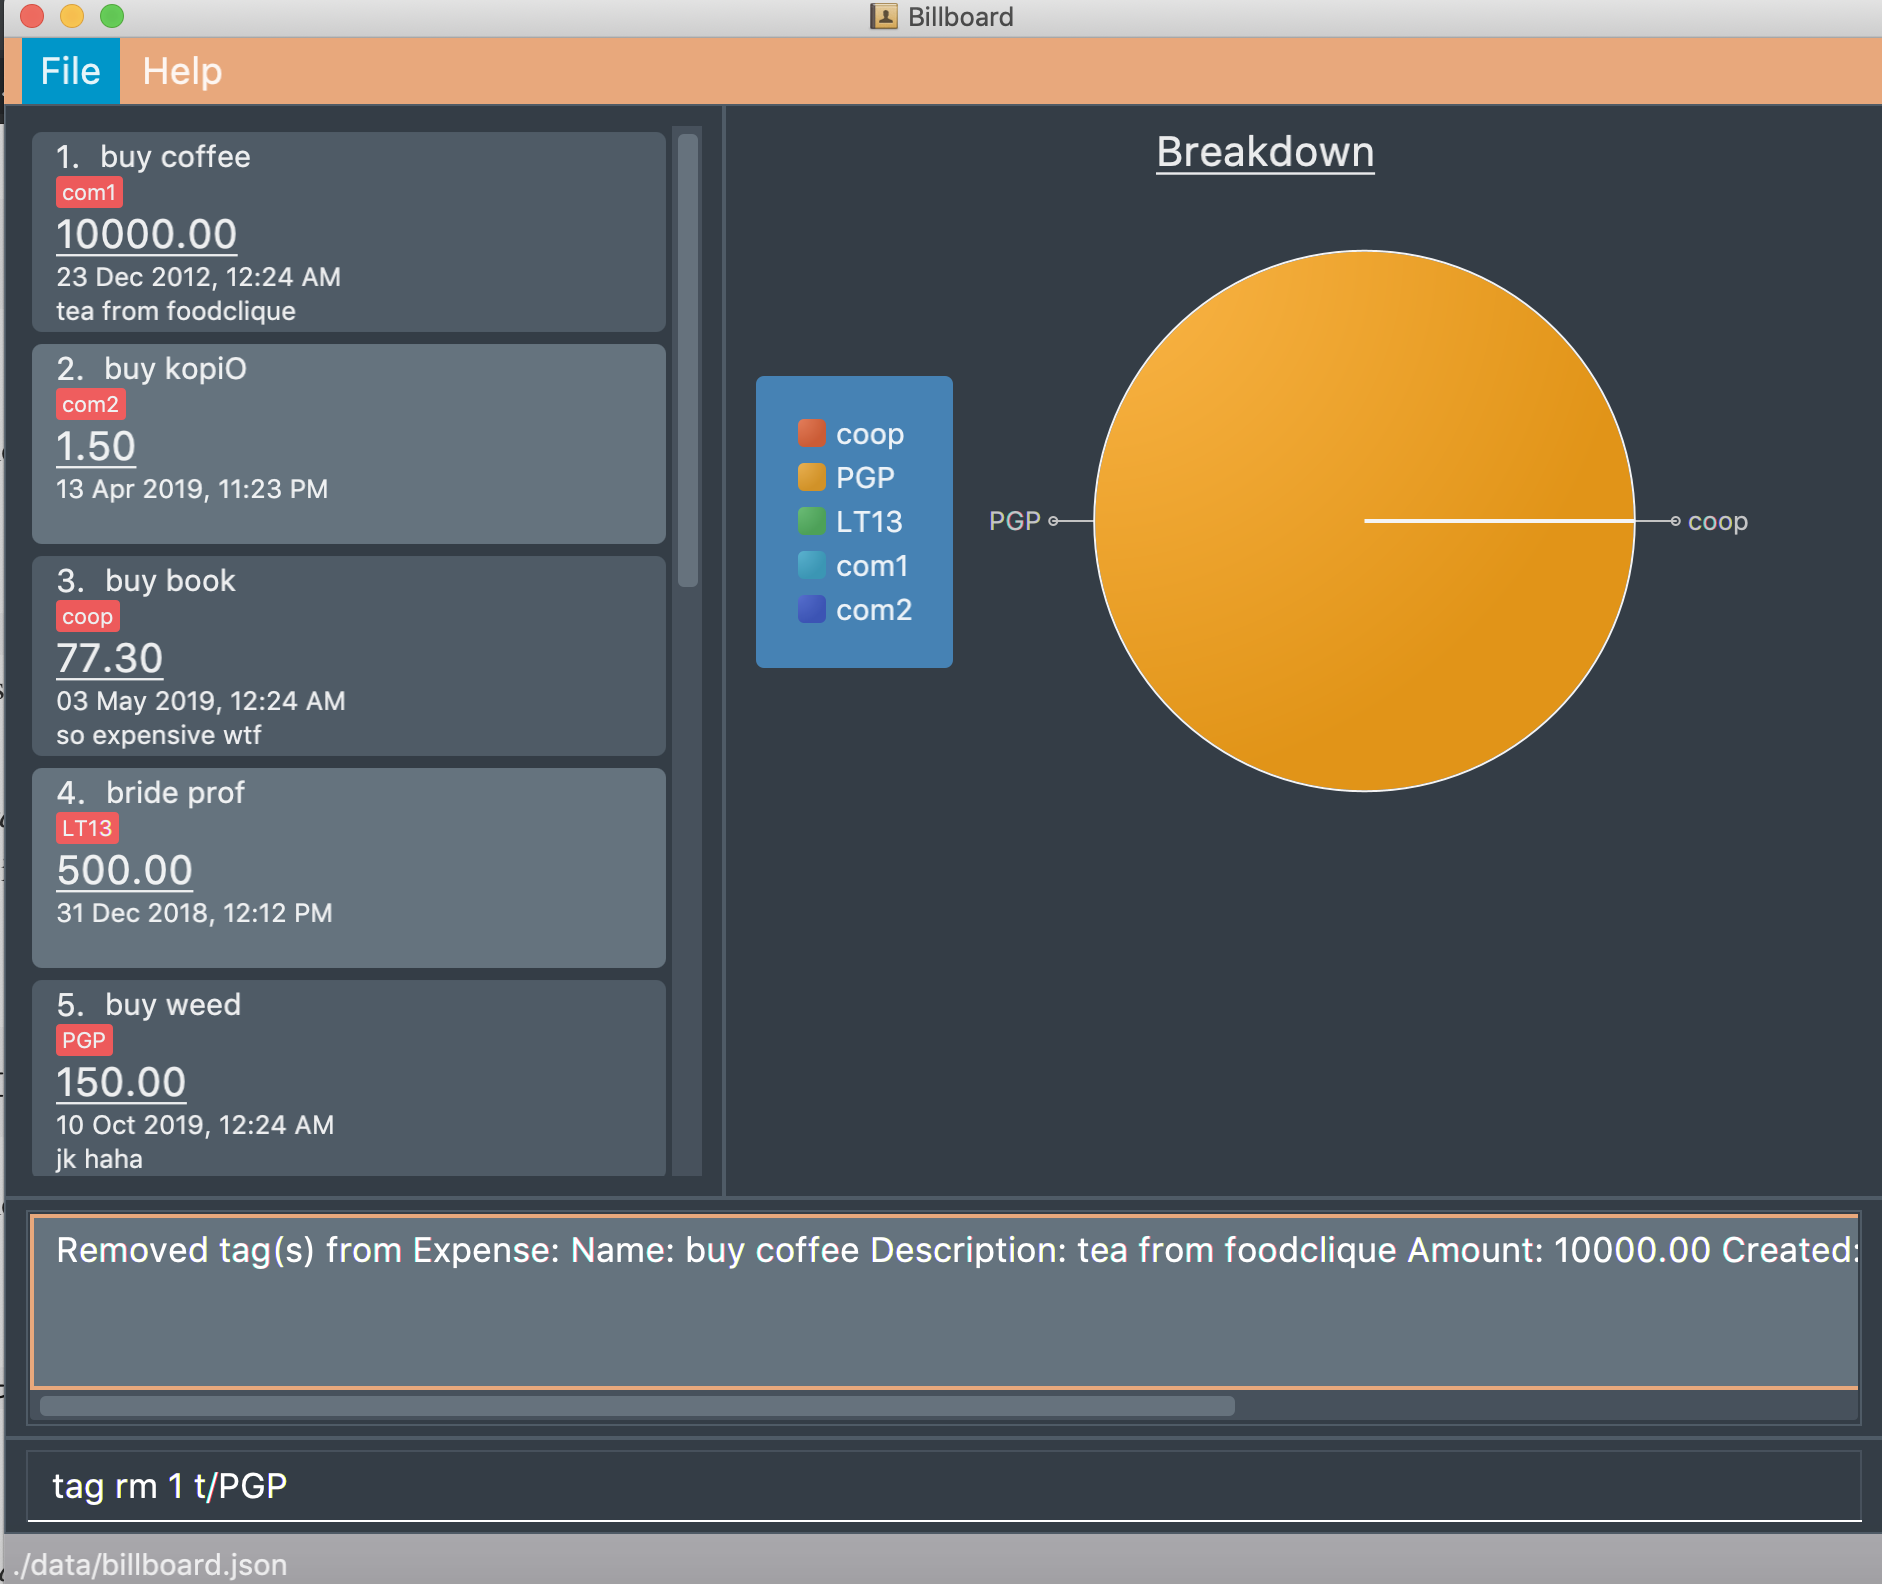 Billboard
File Help
1. buy coffee
com1
10000.00
23 Dec 2012, 12:24 AM
tea from foodclique
2. buy kopiO
com2
1.50
13 Apr 2019, 11:23 PM
3. buy book
coop
77.30
03 May 2019, 12:24 AM
so expensive wtf
4. bride prof
LT13
500.00
31 Dec 2018, 12:12 PM
5. buy weed
PGP
150.00
10 Oct 2019, 12:24 AM
jk haha
Breakdown
coop
PGP
LT13
com1
com2
PGP
coop
Removed tag(s) from Expense: Name: buy coffee Description: tea from foodclique Amount: 10000.00 Created:
tag rm 1 t/PGP
./data/billboard.json